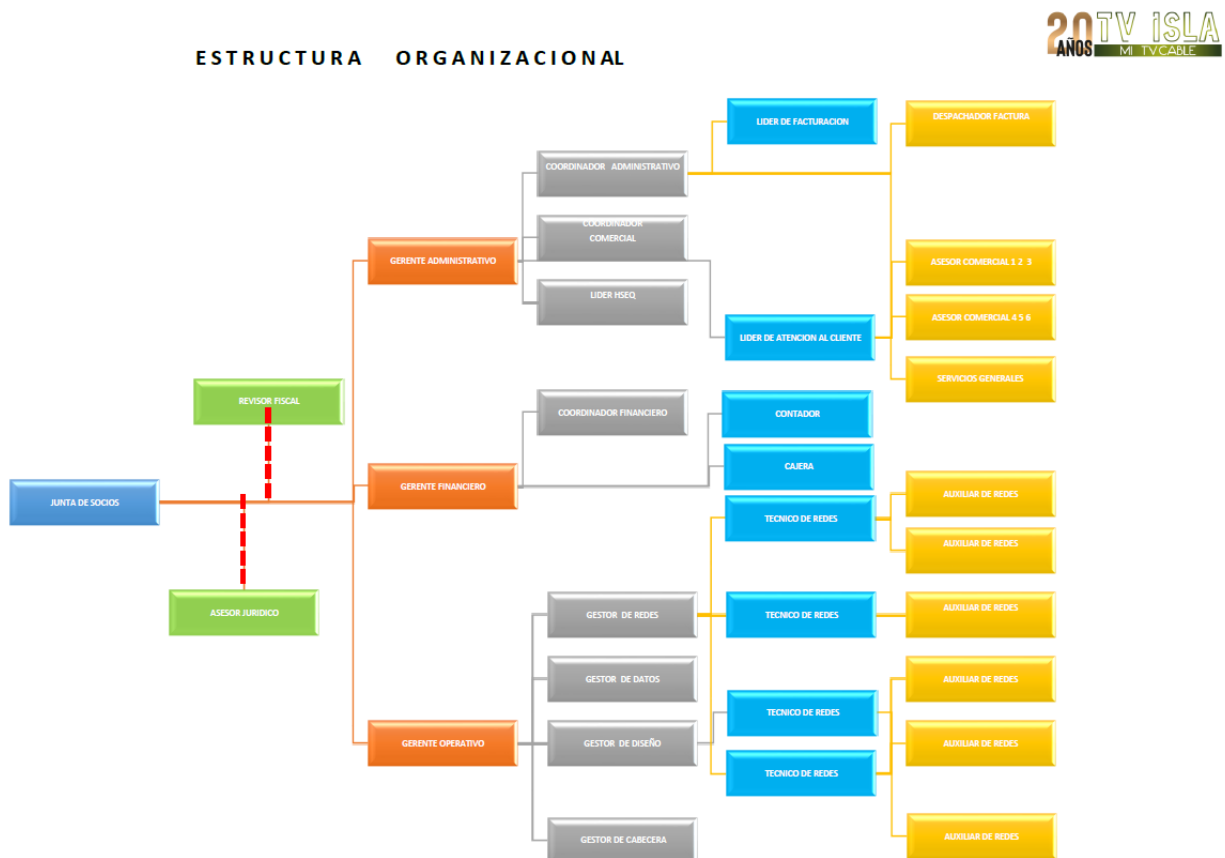 20 AÑOS TV iSLA
MI TVCABLE
ESTRUCTURA ORGANIZACIONAL
LIDER DE FACTURACION
DESPACHADOR FACTURA
COORDINADOR ADMINISTRATIVO
COORDINADOR
COMERCIAL
GERENTE ADMINISTRATIVO
ASESOR COMERCIAL 1 2 3
LIDER HSEQ
ASESOR COMERCIAL 4 5 6
LIDER DE ATENCION AL CLIENTE
SERVICIOS GENERALES
REVISOR FISCAL
COORDINADOR FINANCIERO
CONTADOR
CAJERA
GERENTE FINANCIERO
AUXILIAR DE REDES
JUNTA DE SOCIOS
TECNICO DE REDES
AUXILIAR DE REDES
ASESOR JURIDICO
GESTOR DE REDES
TECNICO DE REDES
AUXILIAR DE REDES
GESTOR DE DATOS
AUXILIAR DE REDES
TECNICO DE REDES
GERENTE OPERATIVO
GESTOR DE DISEÑO
AUXILIAR DE REDES
TECNICO DE REDES
GESTOR DE CABECERA
AUXILIAR DE REDES